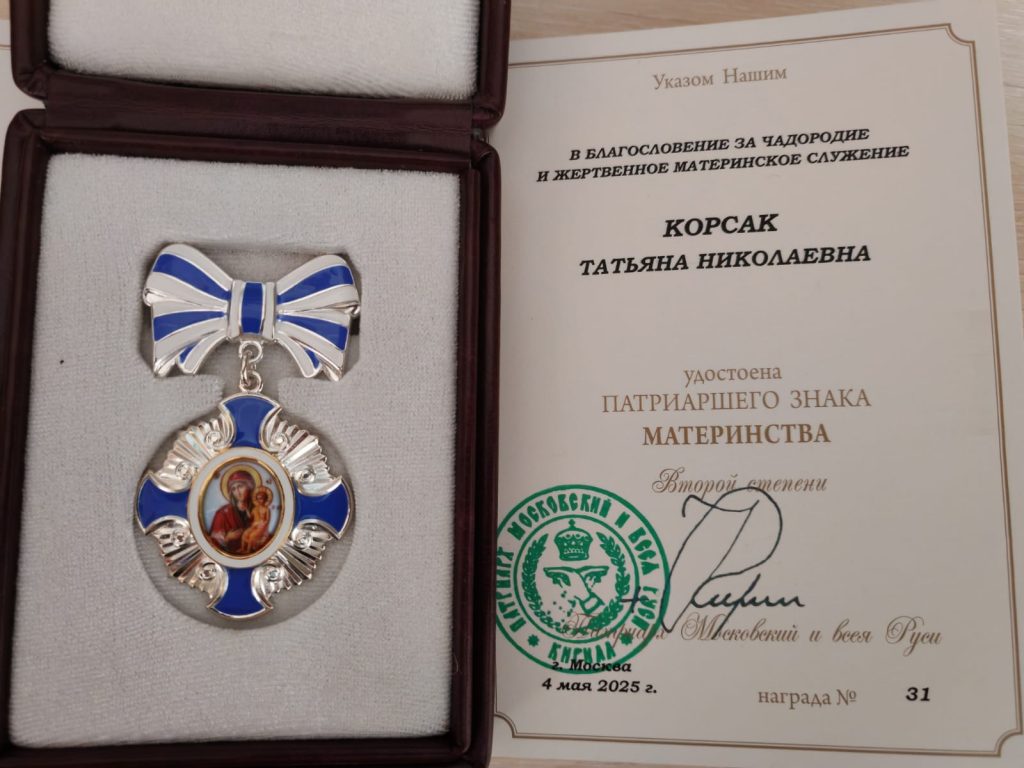 Указом Нашим
В БЛАГОСЛОВЕНИЕ ЗА ЧАДОРОДИЕ
И ЖЕРТВЕННОЕ МАТЕРИНСКОЕ СЛУЖЕНИЕ
КОРСАК
ТАТЬЯНА НИКОЛАЕВНА
удостоена
ПАТРИАРШЕГО ЗНАКА
МАТЕРИНСТВА
Второй степени
ПАТРИАРХ МОСКОВСКИЙ И ВСЕЯ РУСИ
КИРИЛЛ
Патриарх Московский и всея Руси
г. Москва
4 мая 2025 г.
награда № 31